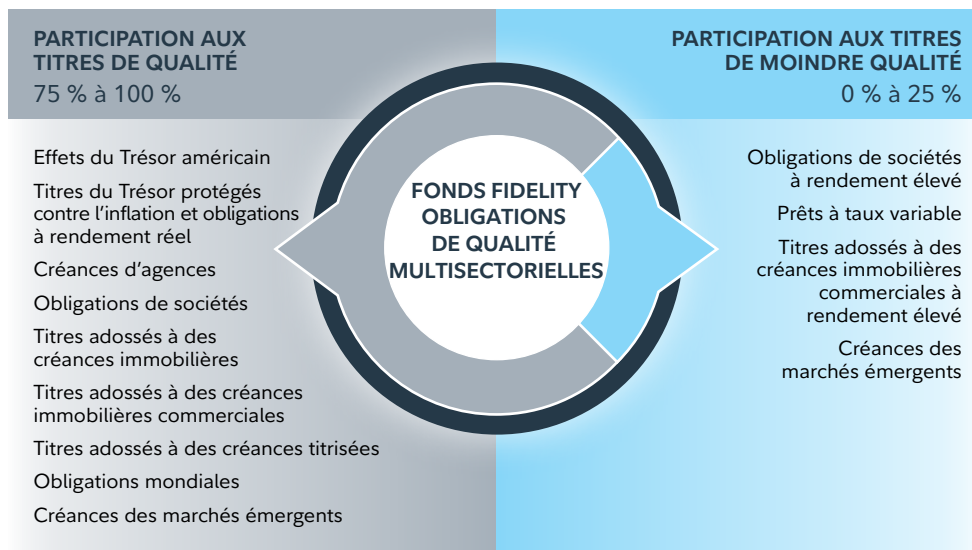 PARTICIPATION AUX
TITRES DE QUALITÉ
75 % à 100 %
Effets du Trésor américain
Titres du Trésor protégés
contre l’inflation et obligations
à rendement réel
Créances d’agences
Obligations de sociétés
Titres adossés à des
créances immobilières
Titres adossés à des créances
immobilières commerciales
Titres adossés à des créances titrisées
Obligations mondiales
Créances des marchés émergents
FONDS FIDELITY
OBLIGATIONS
DE QUALITÉ
MULTISECTORIELLES
PARTICIPATION AUX TITRES
DE MOINDRE QUALITÉ
0 % à 25 %
Obligations de sociétés
à rendement élevé
Prêts à taux variable
Titres adossés à des
créances immobilières
commerciales à
rendement élevé
Créances des
marchés émergents